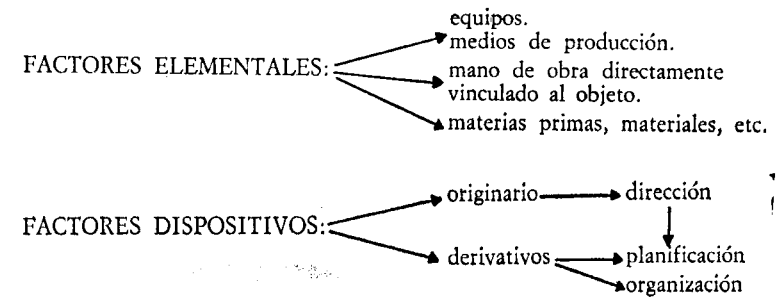 equipos.
medios de producción.
FACTORES ELEMENTALES:
mano de obra directamente
vinculado al objeto.
materias primas, materiales, etc.
originario dirección
FACTORES DISPOSITIVOS:
derivativos planificación
organización